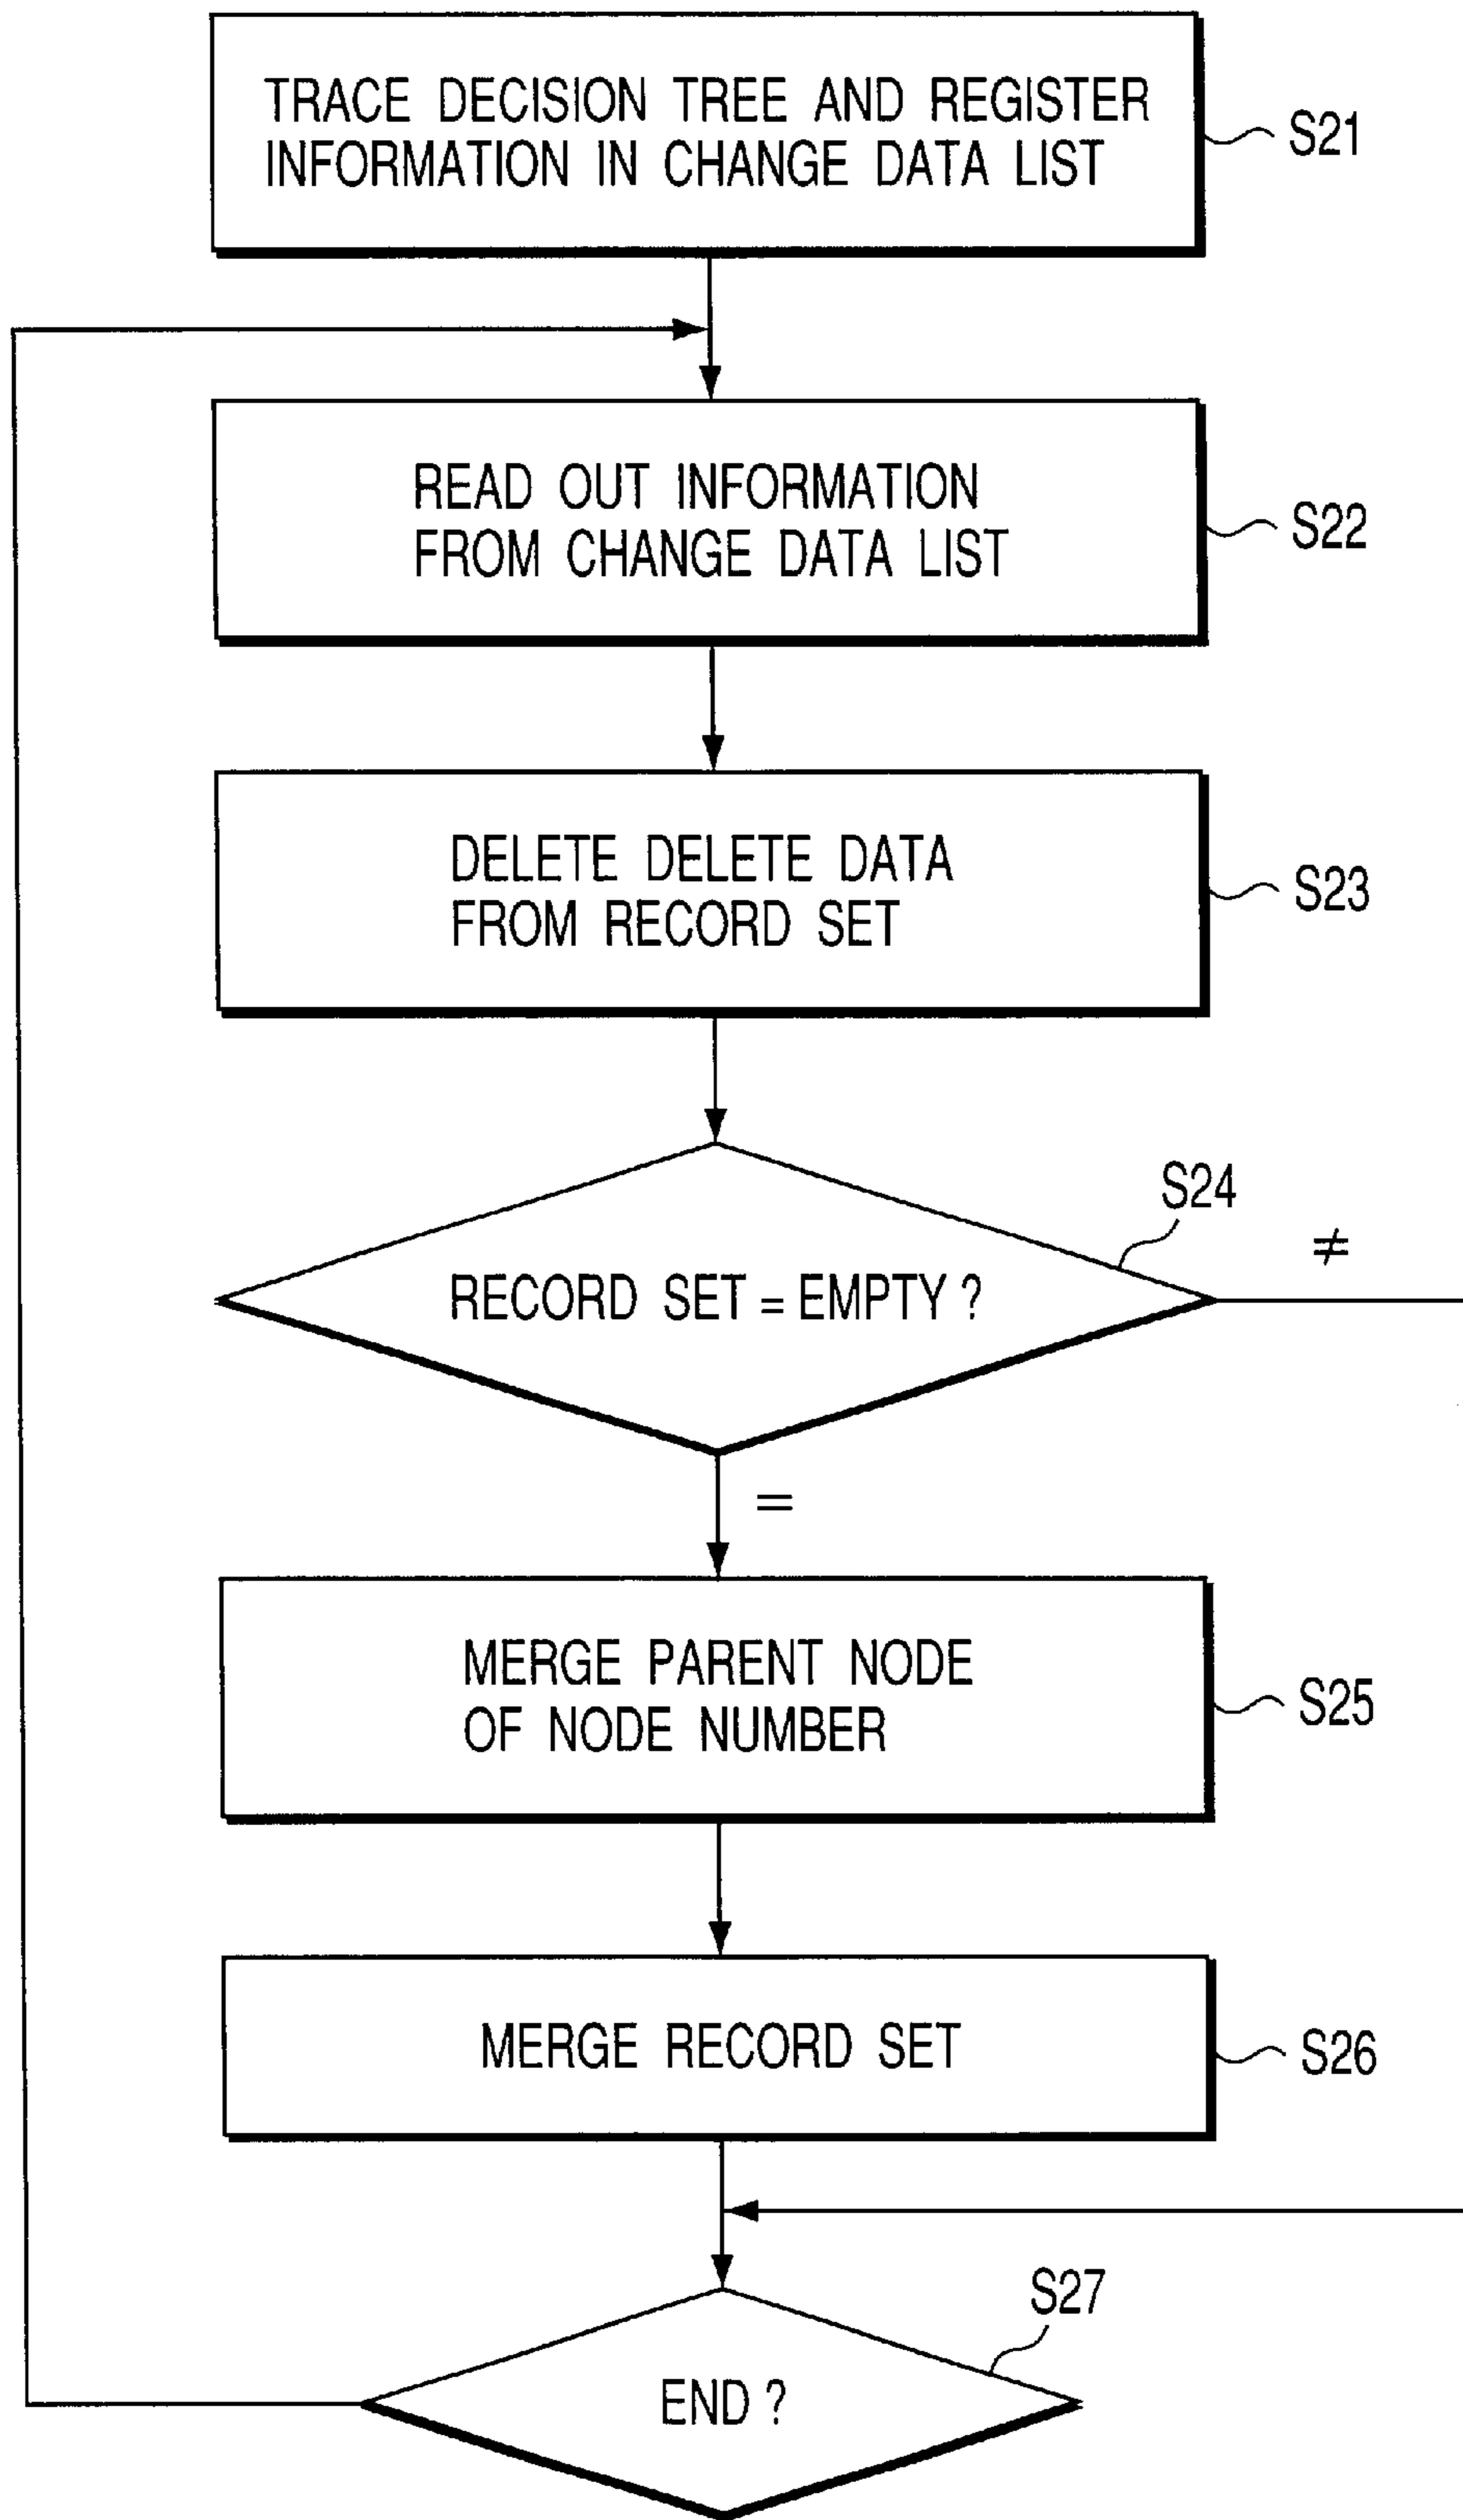 TRACE DECISION TREE AND REGISTER
INFORMATION IN CHANGE DATA LIST
S21
READ OUT INFORMATION
FROM CHANGE DATA LIST
S22
DELETE DELETE DATA
FROM RECORD SET
S23
S24
≠
RECORD SET = EMPTY ?
=
MERGE PARENT NODE
OF NODE NUMBER
S25
MERGE RECORD SET
S26
S27
END ?